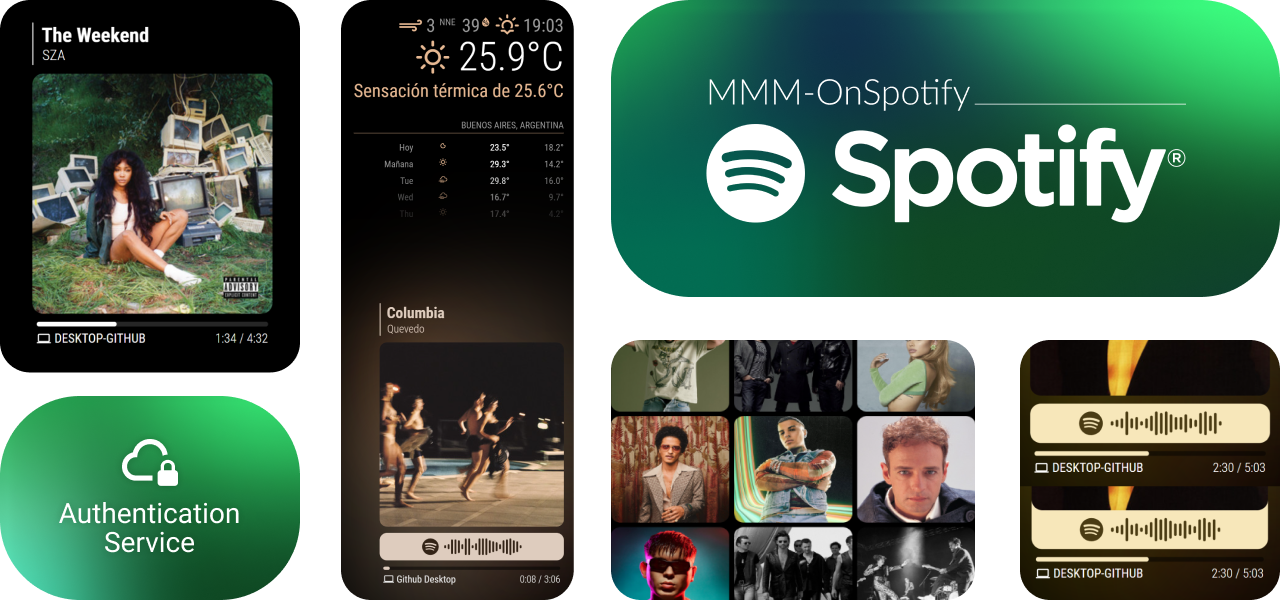 The Weekend
SZA
PARENTAL
ADVISORY
EXPLICIT CONTENT
DESKTOP-GITHUB 1:34 / 4:32
Authentication
Service
3 NNE 39 19:03
25.9°C
Sensación térmica de 25.6°C
BUENOS AIRES, ARGENTINA
Hoy 23.5° 18.2°
Mañana 29.3° 14.2°
Tue 29.8° 16.0°
Wed 16.7° 9.7°
Thu 17.4° 4.2°
Columbia
Quevedo
Github Desktop 0:08 / 3:06
MMM-OnSpotify
Spotify®
DESKTOP-GITHUB 2:30 / 5:03
DESKTOP-GITHUB 2:30 / 5:03